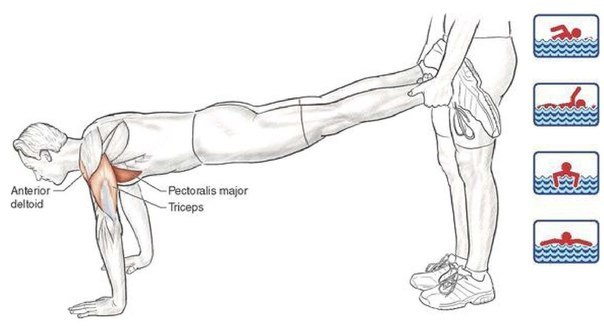 Anterior
deltoid
Pectoralis major
Triceps